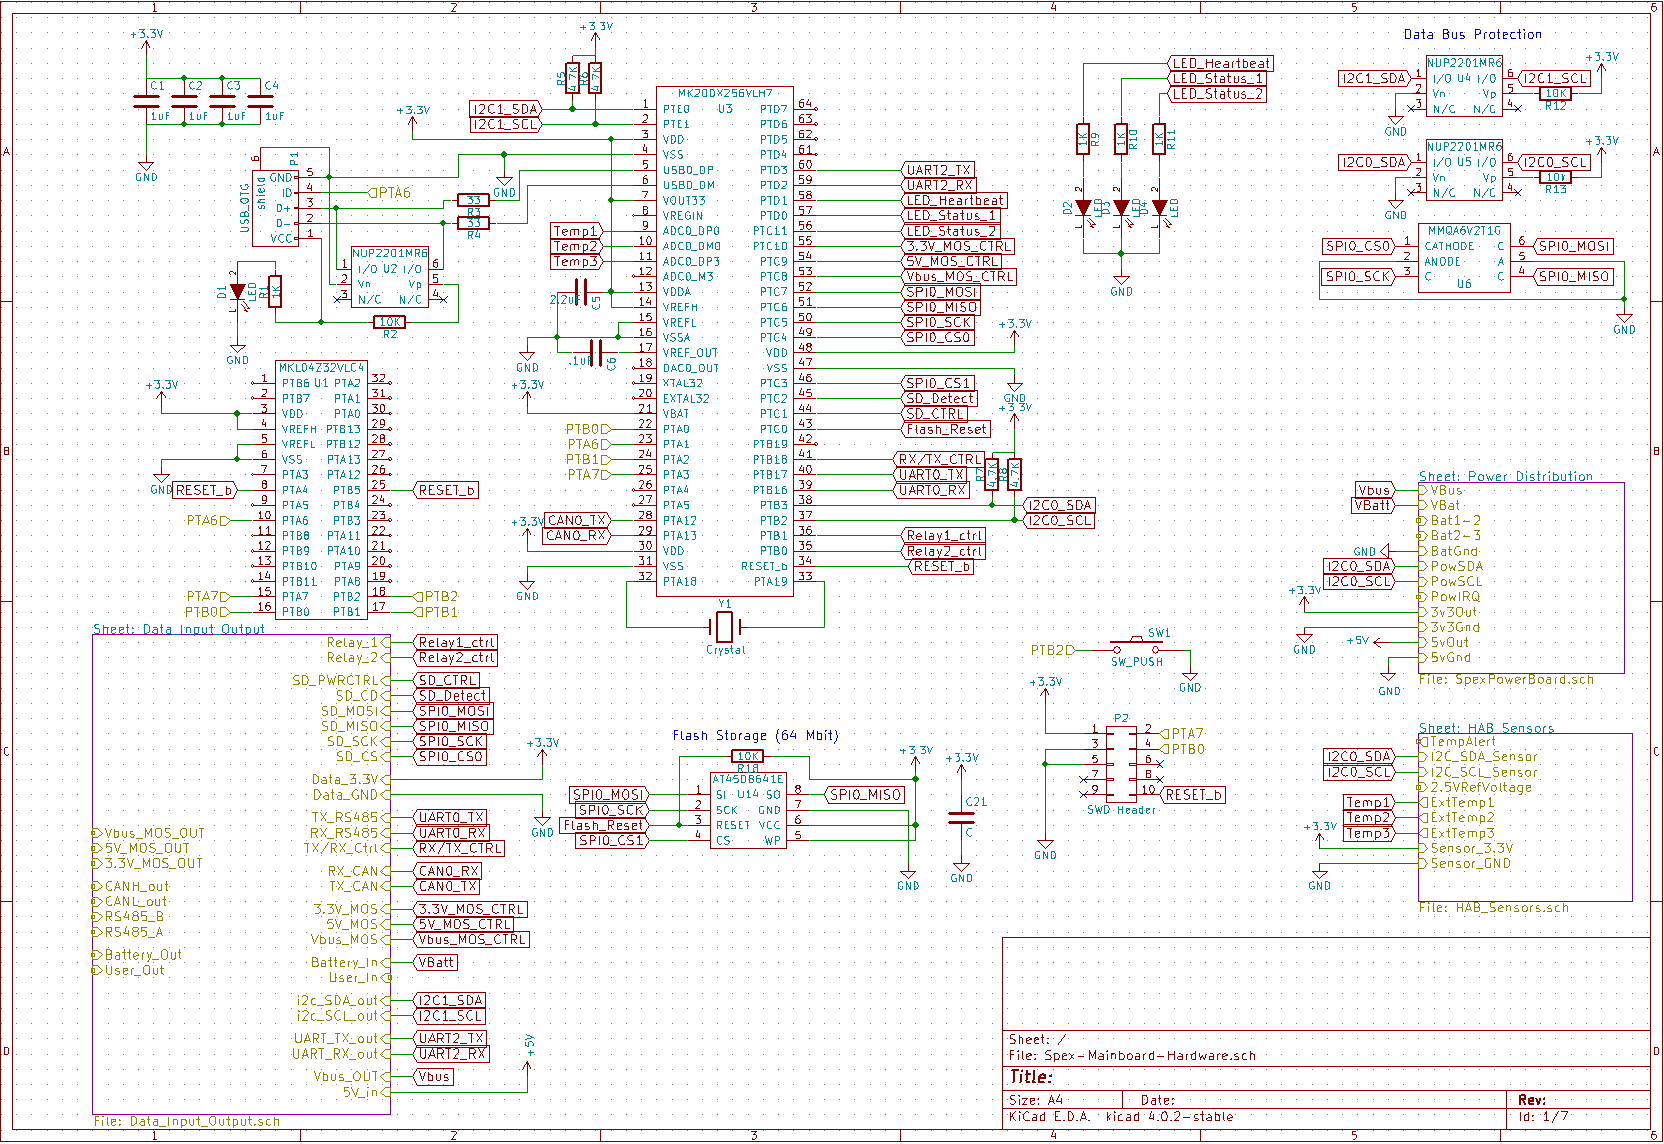 1 2 3 4 5 6
A
B
C
D
+3.3V
C1 C2 C3 C4
1uF 1uF 1uF 1uF
GND
+3.3V
R5 R6
4.7K 4.7K
+3.3V
I2C1_SDA
I2C1_SCL
MK20DX256VLH7
U3
1 PTE0 PTD7 64
2 PTE1 PTD6 63
3 VDD PTD5 62
4 VSS PTD4 61
5 USB0_DP PTD3 60 UART2_TX
6 USB0_DM PTD2 59 UART2_RX
7 VOUT33 PTD1 58 LED_Heartbeat
8 VREGIN PTD0 57 LED_Status_1
Temp1 9 ADC0_DP0 PTC11 56 LED_Status_2
Temp2 10 ADC0_DM0 PTC10 55 3.3V_MOS_CTRL
Temp3 11 ADC0_DP3 PTC9 54 5V_MOS_CTRL
12 ADC0_M3 PTC8 53 Vbus_MOS_CTRL
13 VDDA PTC7 52 SPI0_MOSI
14 VREFH PTC6 51 SPI0_MISO
15 VREFL PTC5 50 SPI0_SCK
16 VSSA PTC4 49 SPI0_CS0
17 VREF_OUT VDD 48
18 DAC0_OUT VSS 47
19 XTAL32 PTC3 46 SPI0_CS1
20 EXTAL32 PTC2 45 SD_Detect
21 VBAT PTC1 44 SD_CTRL
PTB0 22 PTA0 PTC0 43 Flash_Reset
PTA6 23 PTA1 PTB19 42
PTB1 24 PTA2 PTB18 41 RX/TX_CTRL
PTA7 25 PTA3 PTB17 40 UART0_TX
26 PTA4 PTB16 39 UART0_RX
27 PTA5 PTB3 38 I2C0_SDA
CAN0_TX 28 PTA12 PTB2 37 I2C0_SCL
CAN0_RX 29 PTA13 PTB1 36 Relay1_ctrl
30 VDD PTB0 35 Relay2_ctrl
31 VSS RESET_b 34 RESET_b
32 PTA18 PTA19 33
Y1
Crystal
2.2uF C5
.1uF C6
GND
GND
+3.3V
+3.3V
GND
+3.3V
GND
+3.3V
R7 R8
4.7K 4.7K
P1
USB_OTG
shield 6
GND 5
ID 4 PTA6
D+ 3
D- 2
VCC 1
33 R3
33 R4
NUP2201MR6
1 I/O U2 I/O 6
2 Vn Vp 5
3 N/C N/C 4
10K
R2
D1 LED 2 1
R1 1K
GND
MKL04Z32VLC4
1 PTB6 U1 PTA2 32
2 PTB7 PTA1 31
3 VDD PTA0 30
4 VREFH PTB13 29
5 VREFL PTB12 28
6 VSS PTA13 27
7 PTA3 PTA12 26
RESET_b 8 PTA4 PTB5 25 RESET_b
9 PTA5 PTB4 24
PTA6 10 PTA6 PTB3 23
11 PTB8 PTA11 22
12 PTB9 PTA10 21
13 PTB10 PTA9 20
14 PTB11 PTA8 19
PTA7 15 PTA7 PTB2 18 PTB2
PTB0 16 PTB0 PTB1 17 PTB1
+3.3V
GND
LED_Heartbeat
LED_Status_1
LED_Status_2
1K R9 1K R10 1K R11
D2 LED D3 LED D4 LED
GND
Data Bus Protection
NUP2201MR6
I2C1_SDA 1 I/O U4 I/O 6 I2C1_SCL
2 Vn Vp 5 10K R12 +3.3V
3 N/C N/C 4
GND
NUP2201MR6
I2C0_SDA 1 I/O U5 I/O 6 I2C0_SCL
2 Vn Vp 5 10k R13 +3.3V
3 N/C N/C 4
GND
MMQA6V2T1G
SPI0_CS0 1 CATHODE C 6 SPI0_MOSI
2 ANODE A 5
SPI0_SCK 3 C C 4 SPI0_MISO
U6
GND
Sheet: Power Distribution
Vbus VBus
VBatt VBat
Bat1-2
Bat2-3
GND BatGnd
I2C0_SDA PowSDA
I2C0_SCL PowSCL
PowIRQ
+3.3V 3v3Out
GND 3v3Gnd
+5V 5vOut
GND 5vGnd
File: SpexPowerBoard.sch
Sheet: Data_Input_Output
Relay_1 Relay1_ctrl
Relay_2 Relay2_ctrl
SD_PWRCTRL SD_CTRL
SD_CD SD_Detect
SD_MOSI SPI0_MOSI
SD_MISO SPI0_MISO
SD_SCK SPI0_SCK
SD_CS SPI0_CS0
Data_3.3V +3.3V
Data_GND GND
TX_RS485 UART0_TX
RX_RS485 UART0_RX
TX/RX_Ctrl RX/TX_CTRL
RX_CAN CAN0_RX
TX_CAN CAN0_TX
3.3V_MOS 3.3V_MOS_CTRL
5V_MOS 5V_MOS_CTRL
Vbus_MOS Vbus_MOS_CTRL
Battery_In VBatt
User_In
i2c_SDA_out I2C1_SDA
i2c_SCL_out I2C1_SCL
UART_TX_out UART2_TX
UART_RX_out UART2_RX
Vbus_OUT Vbus
5V_in +5V
Vbus_MOS_OUT
5V_MOS_OUT
3.3V_MOS_OUT
CANH_out
CANL_out
RS485_B
RS485_A
Battery_Out
User_Out
File: Data_Input_Output.sch
Flash Storage (64 Mbit)
10K
R18
AT45DB641E
SPI0_MOSI 1 SI U14 SO 8 SPI0_MISO
SPI0_SCK 2 SCK GND 7
Flash_Reset 3 RESET VCC 6
SPI0_CS1 4 CS WP 5
+3.3V
GND
+3.3V
C21
C
GND
PTB2 SW1
SW_PUSH
GND
+3.3V
P2
1 2 PTA7
3 4 PTB0
5 6
7 8
9 10 RESET_b
SWD Header
GND
Sheet: HAB_Sensors
TempAlert
I2C0_SDA I2C_SDA_Sensor
I2C0_SCL I2C_SCL_Sensor
2.5VRefVoltage
Temp1 ExtTemp1
Temp2 ExtTemp2
Temp3 ExtTemp3
+3.3V Sensor_3.3V
GND Sensor_GND
File: HAB_Sensors.sch
Sheet: /
File: Spex-Mainboard-Hardware.sch
Title:
Size: A4 Date: Rev:
KiCad E.D.A. kicad 4.0.2-stable Id: 1/7
1 2 3 4 5 6